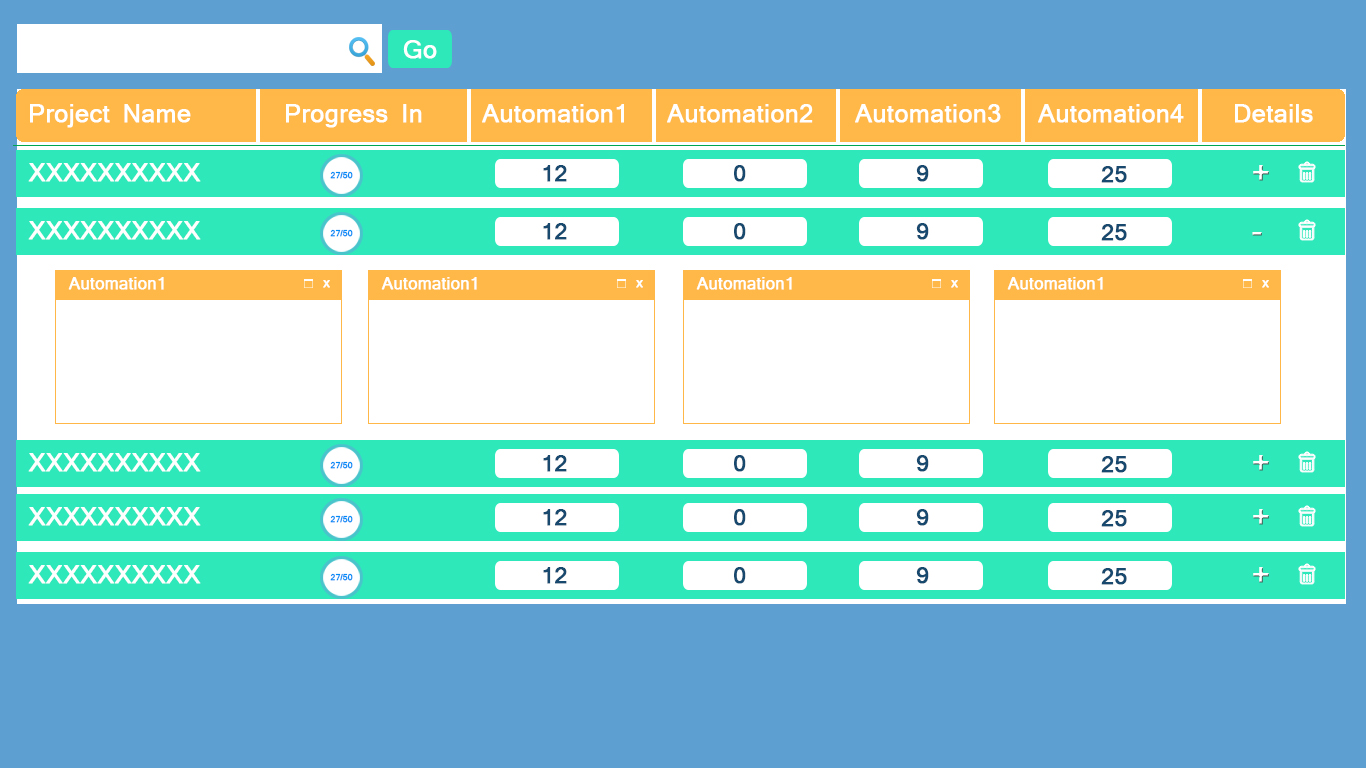 Go
Project Name Progress In Automation1 Automation2 Automation3 Automation4 Details
XXXXXXXXXX 27/50 12 0 9 25 +
XXXXXXXXXX 27/50 12 0 9 25 -
Automation1 x Automation1 x Automation1 x Automation1 x
XXXXXXXXXX 27/50 12 0 9 25 +
XXXXXXXXXX 27/50 12 0 9 25 +
XXXXXXXXXX 27/50 12 0 9 25 +